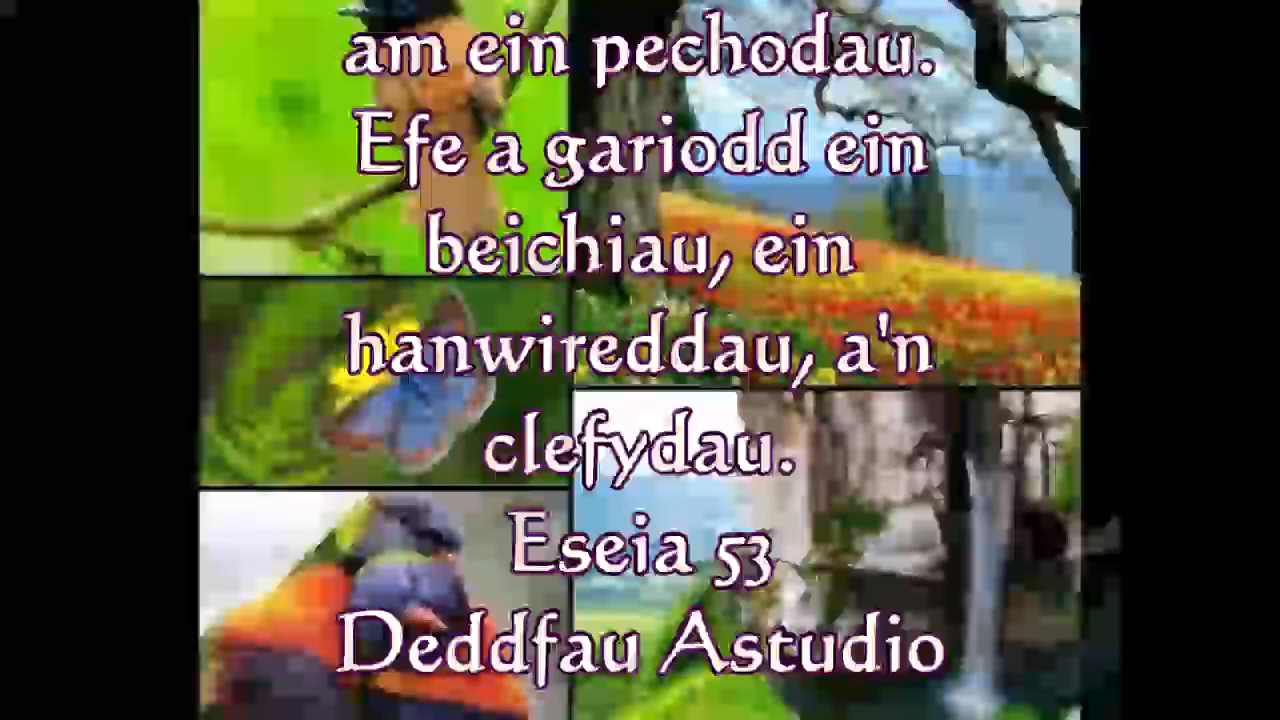 am ein pechodau.
Efe a gariodd ein
beichiau, ein
hanwireddau, a'n
clefydau.
Eseia 53
Deddfau Astudio